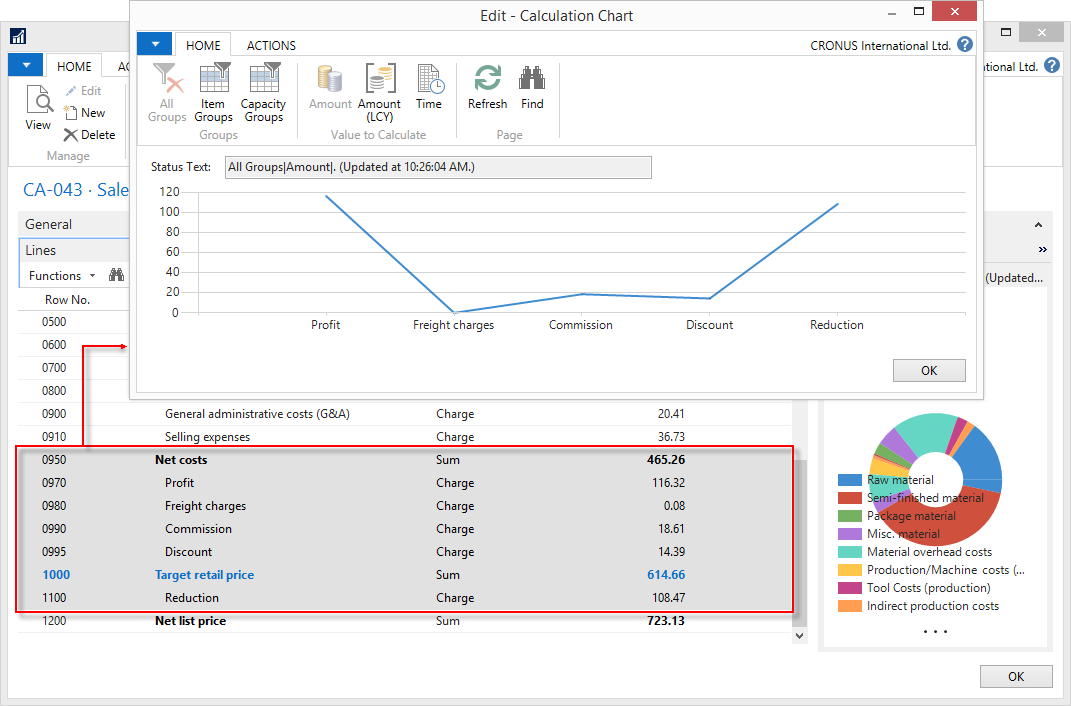 Edit - Calculation Chart
HOME ACTIONS CRONUS International Ltd.
All Groups
Item Groups
Capacity Groups
Groups
Amount
Amount (LCY)
Time
Value to Calculate
Refresh
Find
Page
Status Text: All Groups|Amount|. (Updated at 10:26:04 AM.)
120
100
80
60
40
20
0
Profit Freight charges Commission Discount Reduction
OK
HOME AC
tional Ltd.
View
Edit
New
Delete
Manage
CA-043 · Sale
General
Lines
Functions
Row No.
0500
0600
0700
0800
0900 General administrative costs (G&A) Charge 20.41
0910 Selling expenses Charge 36.73
0950 Net costs Sum 465.26
0970 Profit Charge 116.32
0980 Freight charges Charge 0.08
0990 Commission Charge 18.61
0995 Discount Charge 14.39
1000 Target retail price Sum 614.66
1100 Reduction Charge 108.47
1200 Net list price Sum 723.13
(Updated...
Raw material
Semi-finished material
Package material
Misc. material
Material overhead costs
Production/Machine costs (...
Tool Costs (production)
Indirect production costs
...
OK